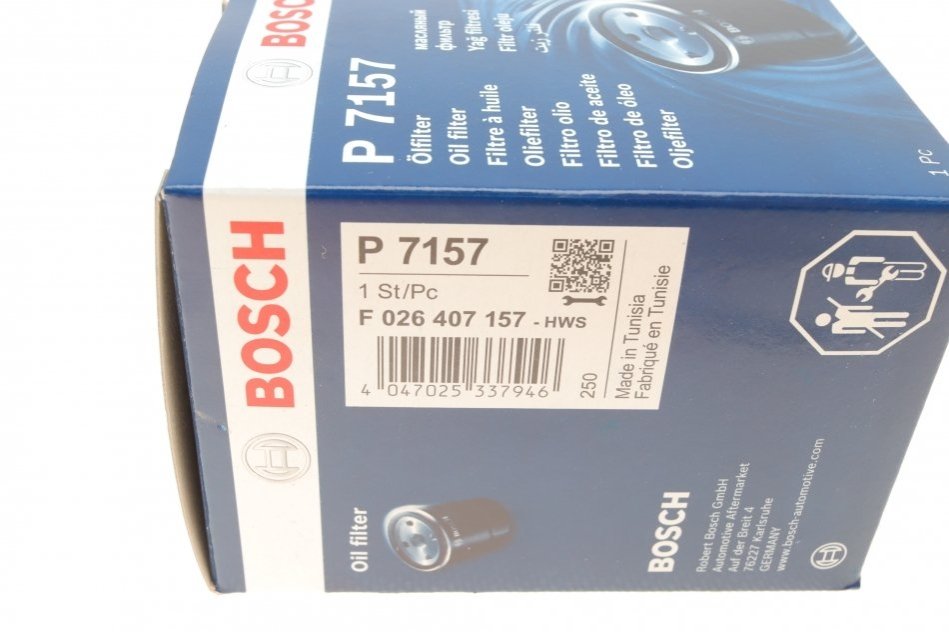 BOSCH
P 7157
Ölfilter
Oil filter
Filtre à huile
Oliefilter
Filtro olio
Filtro de aceite
Filtro de óleo
Oljefilter
масляный
фильтр
Yağ filtresi
Filtr oleju
فلتر زيت
1 PC
BOSCH
P 7157
1 St/Pc
F 026 407 157 - HWS
4 047025 337946
250
Made in Tunisia
Fabriqué en Tunisie
Oil filter
BOSCH
Robert Bosch GmbH
Automotive Aftermarket
Auf der Breit 4
76227 Karlsruhe
GERMANY
www.bosch-automotive.com